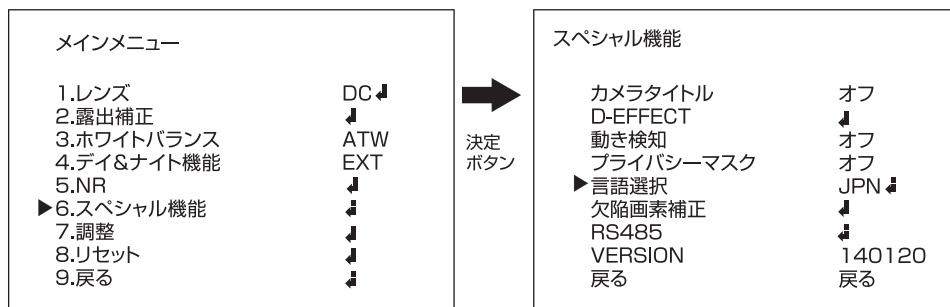 メインメニュー
1.レンズ DC↲
2.露出補正 ↲
3.ホワイトバランス ATW
4.デイ&ナイト機能 EXT
5.NR ↲
▶6.スペシャル機能 ↲
7.調整 ↲
8.リセット ↲
9.戻る ↲
決定
ボタン
スペシャル機能
カメラタイトル オフ
D-EFFECT ↲
動き検知 オフ
プライバシーマスク オフ
▶言語選択 JPN↲
欠陥画素補正 ↲
RS485 ↲
VERSION 140120
戻る 戻る